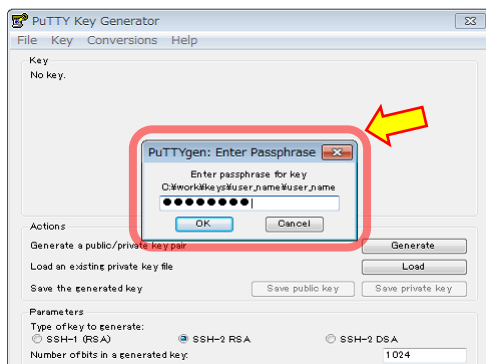 PuTTY Key Generator
File Key Conversions Help
Key
No key.
PuTTYgen: Enter Passphrase
Enter passphrase for key
C:¥work¥keys¥user_name¥user_name
●●●●●●●●
OK Cancel
Actions
Generate a public/private key pair Generate
Load an existing private key file Load
Save the generated key Save public key Save private key
Parameters
Type of key to generate:
SSH-1 (RSA) SSH-2 RSA SSH-2 DSA
Number of bits in a generated key: 1024